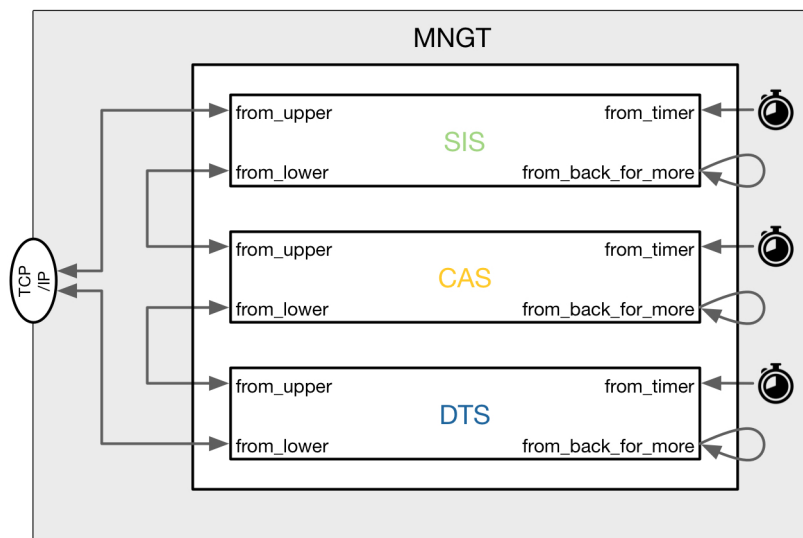 MNGT
from_upper
from_timer
SIS
from_lower
from_back_for_more
from_upper
from_timer
CAS
from_lower
from_back_for_more
TCP
/IP
from_upper
from_timer
DTS
from_lower
from_back_for_more